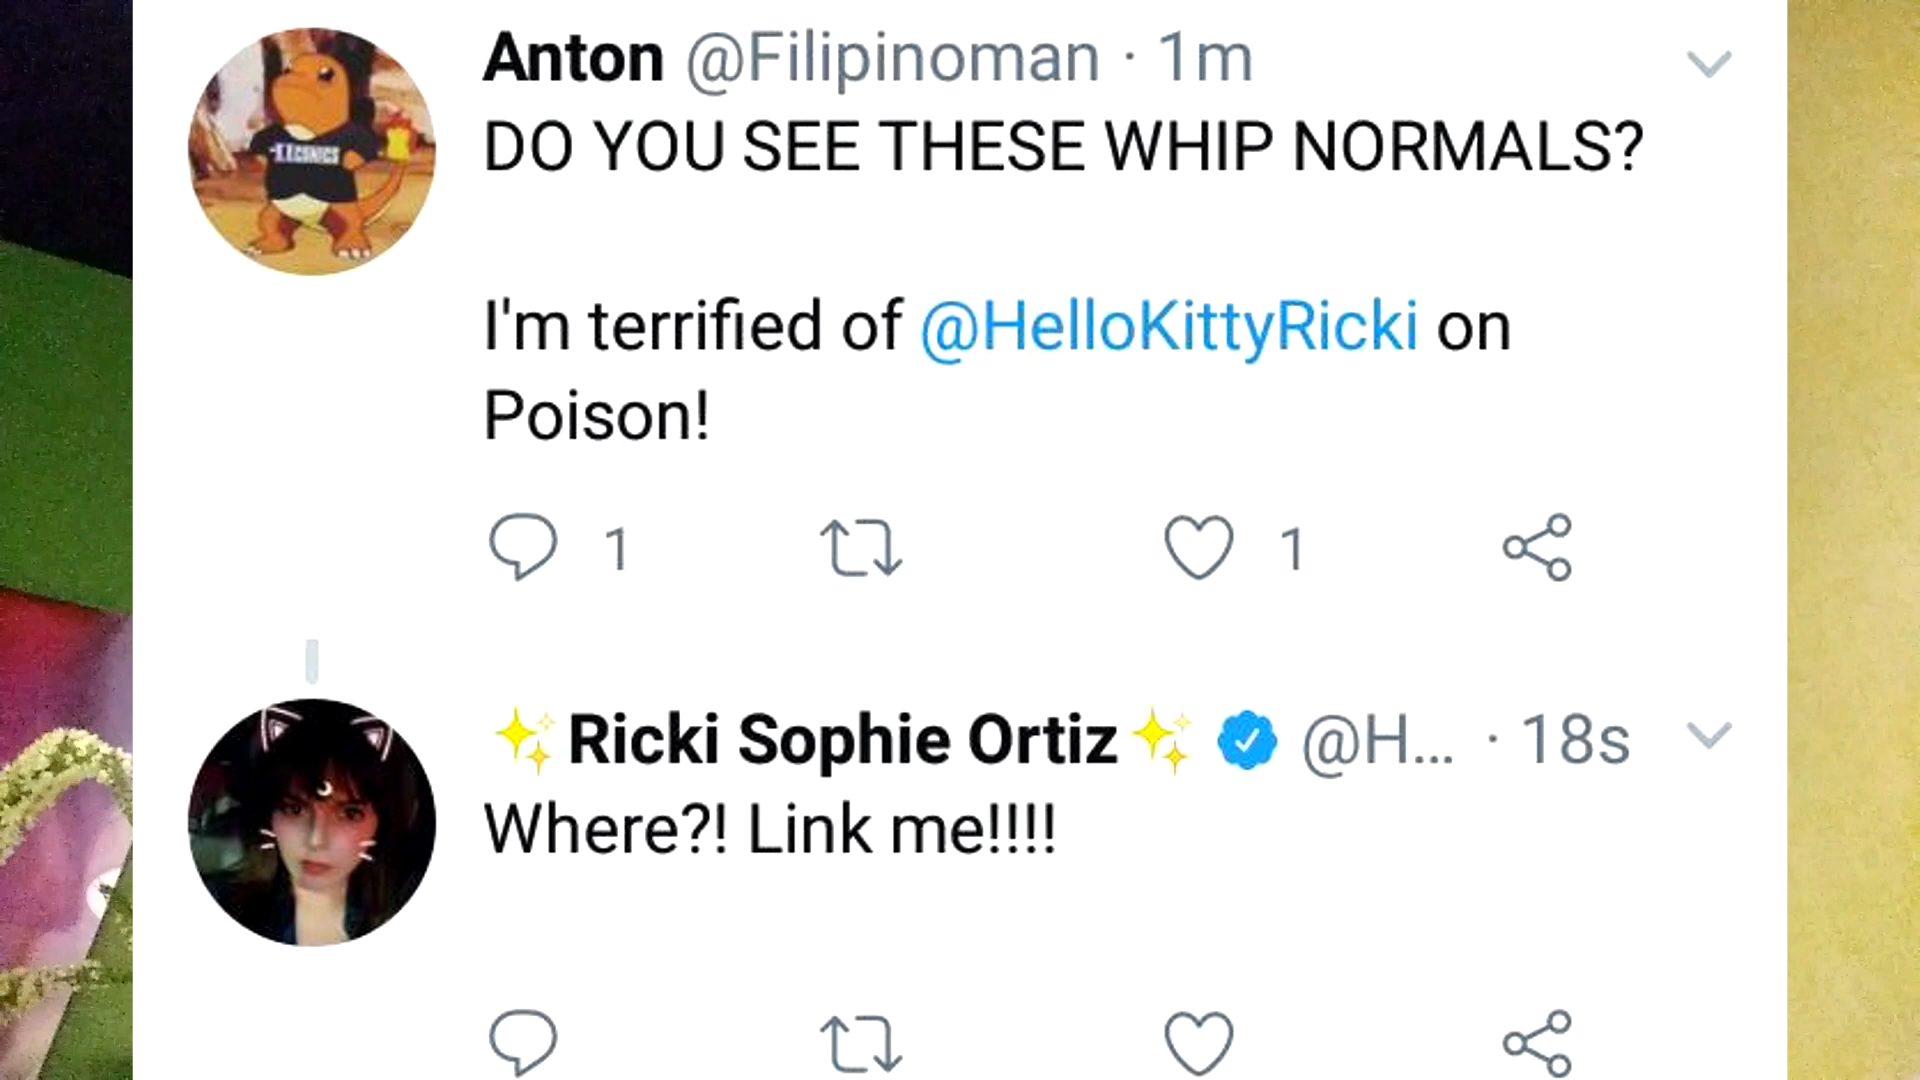 Anton @Filipinoman · 1m
DO YOU SEE THESE WHIP NORMALS?
I'm terrified of @HelloKittyRicki on
Poison!
1 1
✨Ricki Sophie Ortiz✨ @H... · 18s
Where?! Link me!!!!